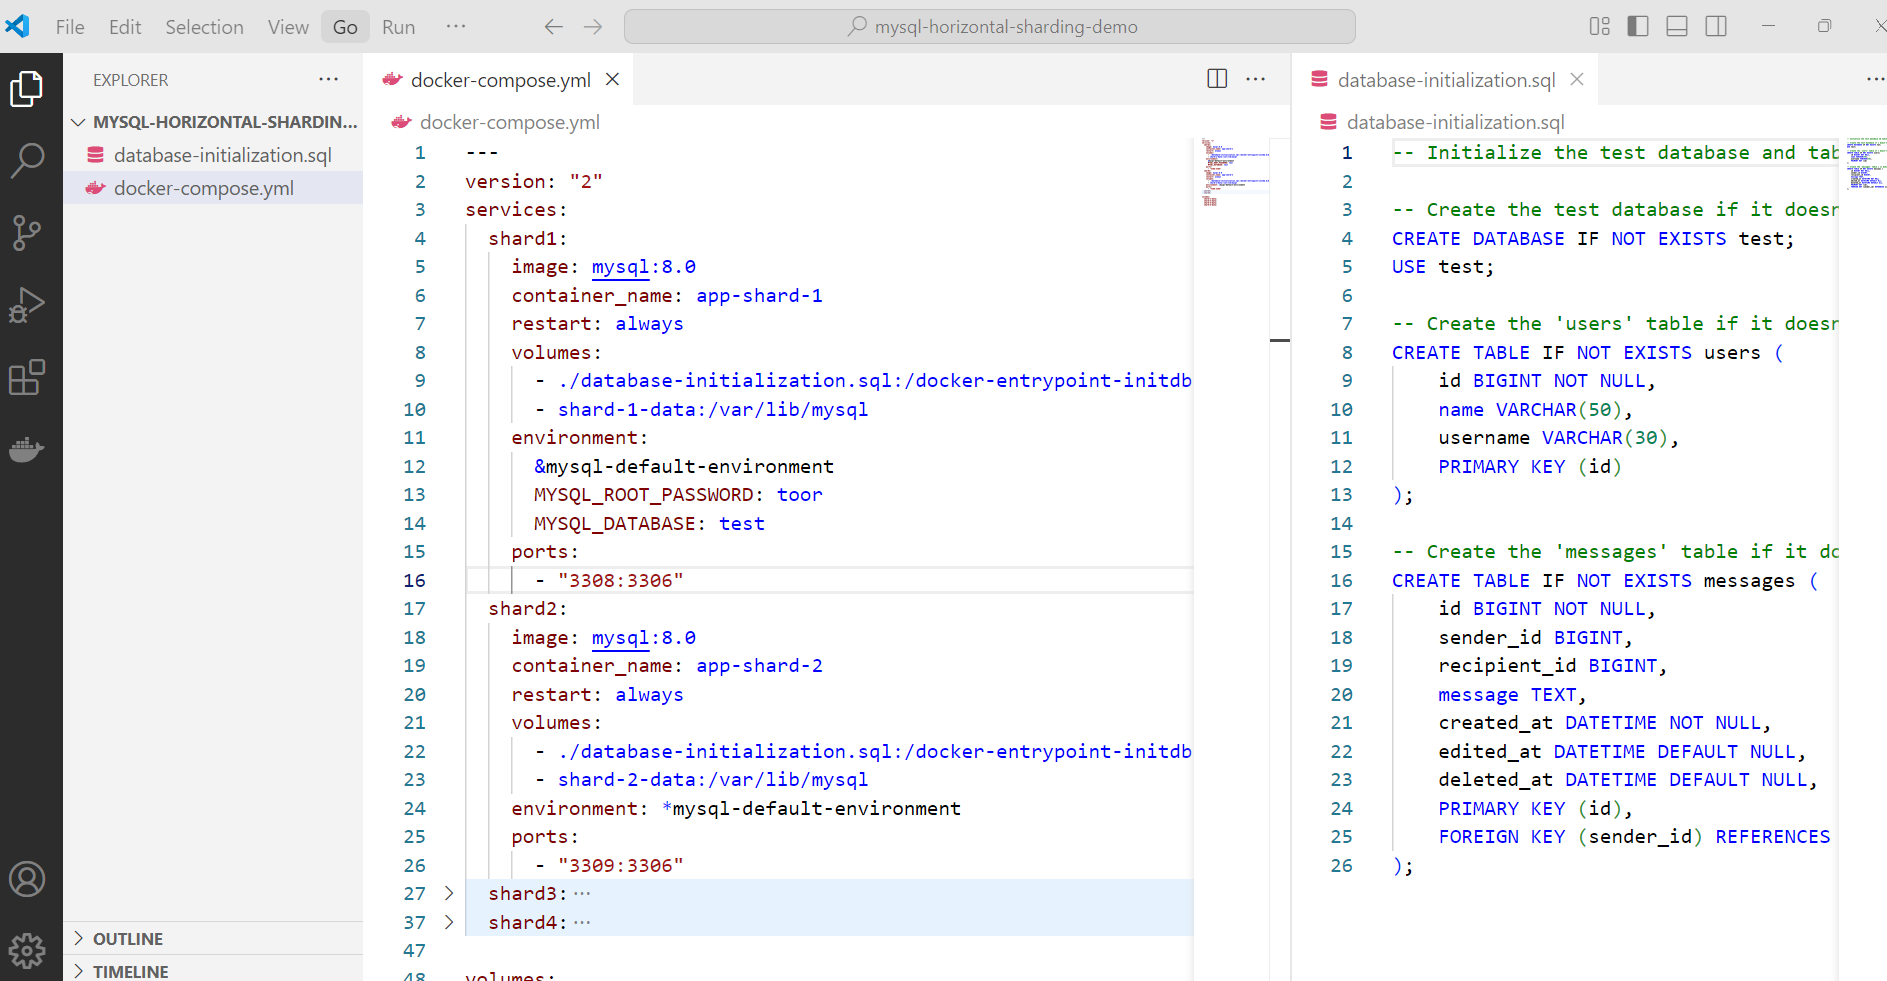 File Edit Selection View Go Run ··· mysql-horizontal-sharding-demo
EXPLORER ···
MYSQL-HORIZONTAL-SHARDIN...
database-initialization.sql
docker-compose.yml
OUTLINE
TIMELINE
docker-compose.yml
docker-compose.yml
1 ---
2 version: "2"
3 services:
4 shard1:
5 image: mysql:8.0
6 container_name: app-shard-1
7 restart: always
8 volumes:
9 - ./database-initialization.sql:/docker-entrypoint-initdb
10 - shard-1-data:/var/lib/mysql
11 environment:
12 &mysql-default-environment
13 MYSQL_ROOT_PASSWORD: toor
14 MYSQL_DATABASE: test
15 ports:
16 - "3308:3306"
17 shard2:
18 image: mysql:8.0
19 container_name: app-shard-2
20 restart: always
21 volumes:
22 - ./database-initialization.sql:/docker-entrypoint-initdb
23 - shard-2-data:/var/lib/mysql
24 environment: *mysql-default-environment
25 ports:
26 - "3309:3306"
27 shard3:···
37 shard4:···
47
48 volumes:
database-initialization.sql
database-initialization.sql
1 -- Initialize the test database and tab
2
3 -- Create the test database if it doesn
4 CREATE DATABASE IF NOT EXISTS test;
5 USE test;
6
7 -- Create the 'users' table if it doesn
8 CREATE TABLE IF NOT EXISTS users (
9 id BIGINT NOT NULL,
10 name VARCHAR(50),
11 username VARCHAR(30),
12 PRIMARY KEY (id)
13 );
14
15 -- Create the 'messages' table if it do
16 CREATE TABLE IF NOT EXISTS messages (
17 id BIGINT NOT NULL,
18 sender_id BIGINT,
19 recipient_id BIGINT,
20 message TEXT,
21 created_at DATETIME NOT NULL,
22 edited_at DATETIME DEFAULT NULL,
23 deleted_at DATETIME DEFAULT NULL,
24 PRIMARY KEY (id),
25 FOREIGN KEY (sender_id) REFERENCES
26 );